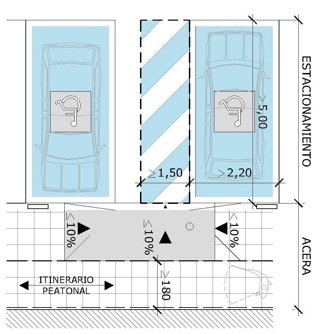 ESTACIONAMIENTO
≥5,00
≥1,50
≥2,20
≤10%
≤10%
≤10%
ACERA
ITINERARIO
PEATONAL
≥180